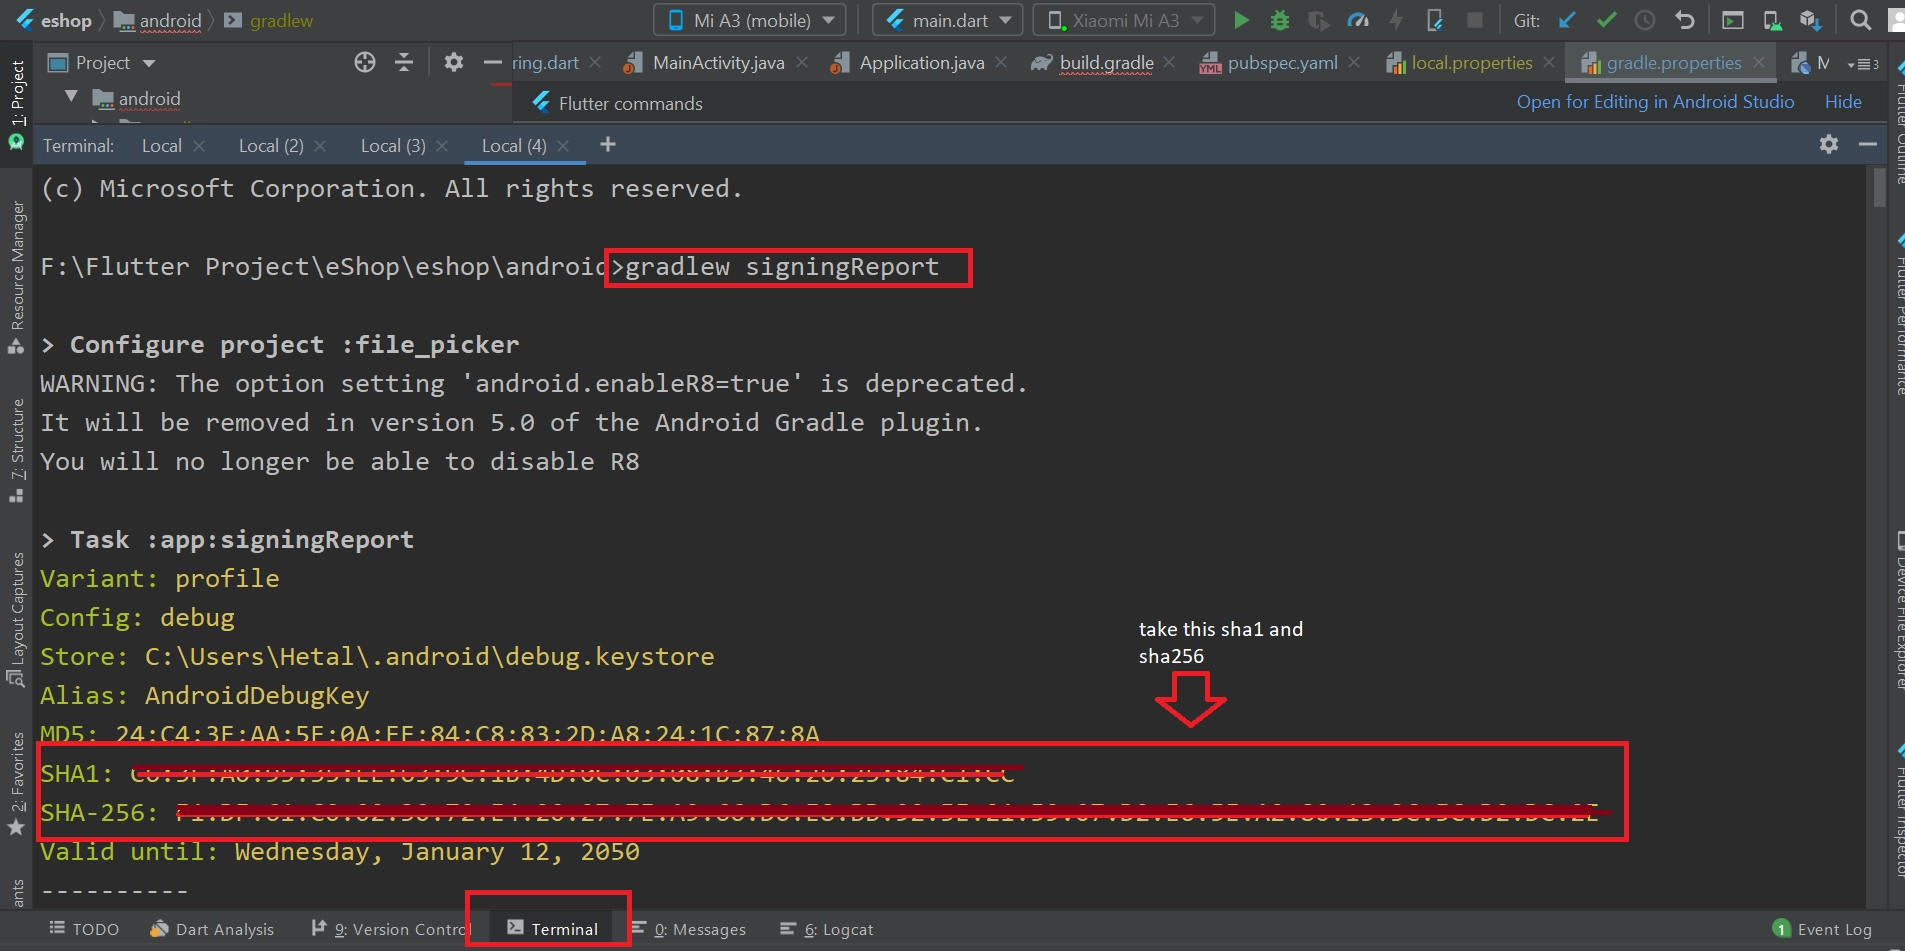 eshop android gradlew Mi A3 (mobile) main.dart Xiaomi Mi A3 Git:
1: Project
Project ring.dart MainActivity.java Application.java build.gradle pubspec.yaml local.properties gradle.properties M 3
android
Flutter commands Open for Editing in Android Studio Hide
Terminal: Local Local (2) Local (3) Local (4) +
(c) Microsoft Corporation. All rights reserved.
F:\Flutter Project\eShop\eshop\android>gradlew signingReport
> Configure project :file_picker
WARNING: The option setting 'android.enableR8=true' is deprecated.
It will be removed in version 5.0 of the Android Gradle plugin.
You will no longer be able to disable R8
> Task :app:signingReport
Variant: profile
Config: debug
take this sha1 and
sha256
Store: C:\Users\Hetal\.android\debug.keystore
Alias: AndroidDebugKey
MD5: 24:C4:3F:AA:5F:0A:FF:84:C8:83:2D:A8:24:1C:87:8A
SHA1:
SHA-256:
Valid until: Wednesday, January 12, 2050
----------
Resource Manager
7: Structure
Layout Captures
2: Favorites
ants
Flutter Outline
Flutter Performance
Device File Explorer
Flutter Inspector
TODO Dart Analysis 9: Version Control Terminal 0: Messages 6: Logcat 1 Event Log